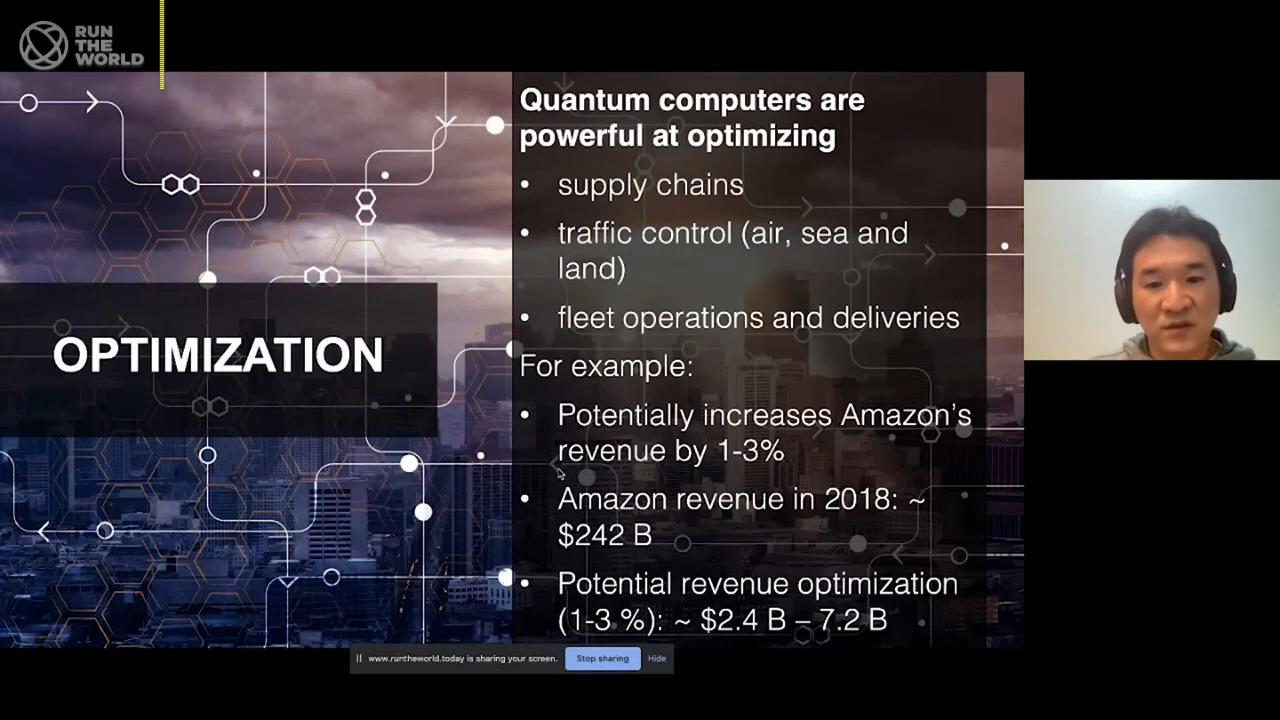 RUN
THE
WORLD
OPTIMIZATION
Quantum computers are
powerful at optimizing
• supply chains
• traffic control (air, sea and
land)
• fleet operations and deliveries
For example:
• Potentially increases Amazon's
revenue by 1-3%
• Amazon revenue in 2018: ~
$242 B
• Potential revenue optimization
(1-3 %): ~ $2.4 B – 7.2 B
www.runtheworld.today is sharing your screen.
Stop sharing
Hide